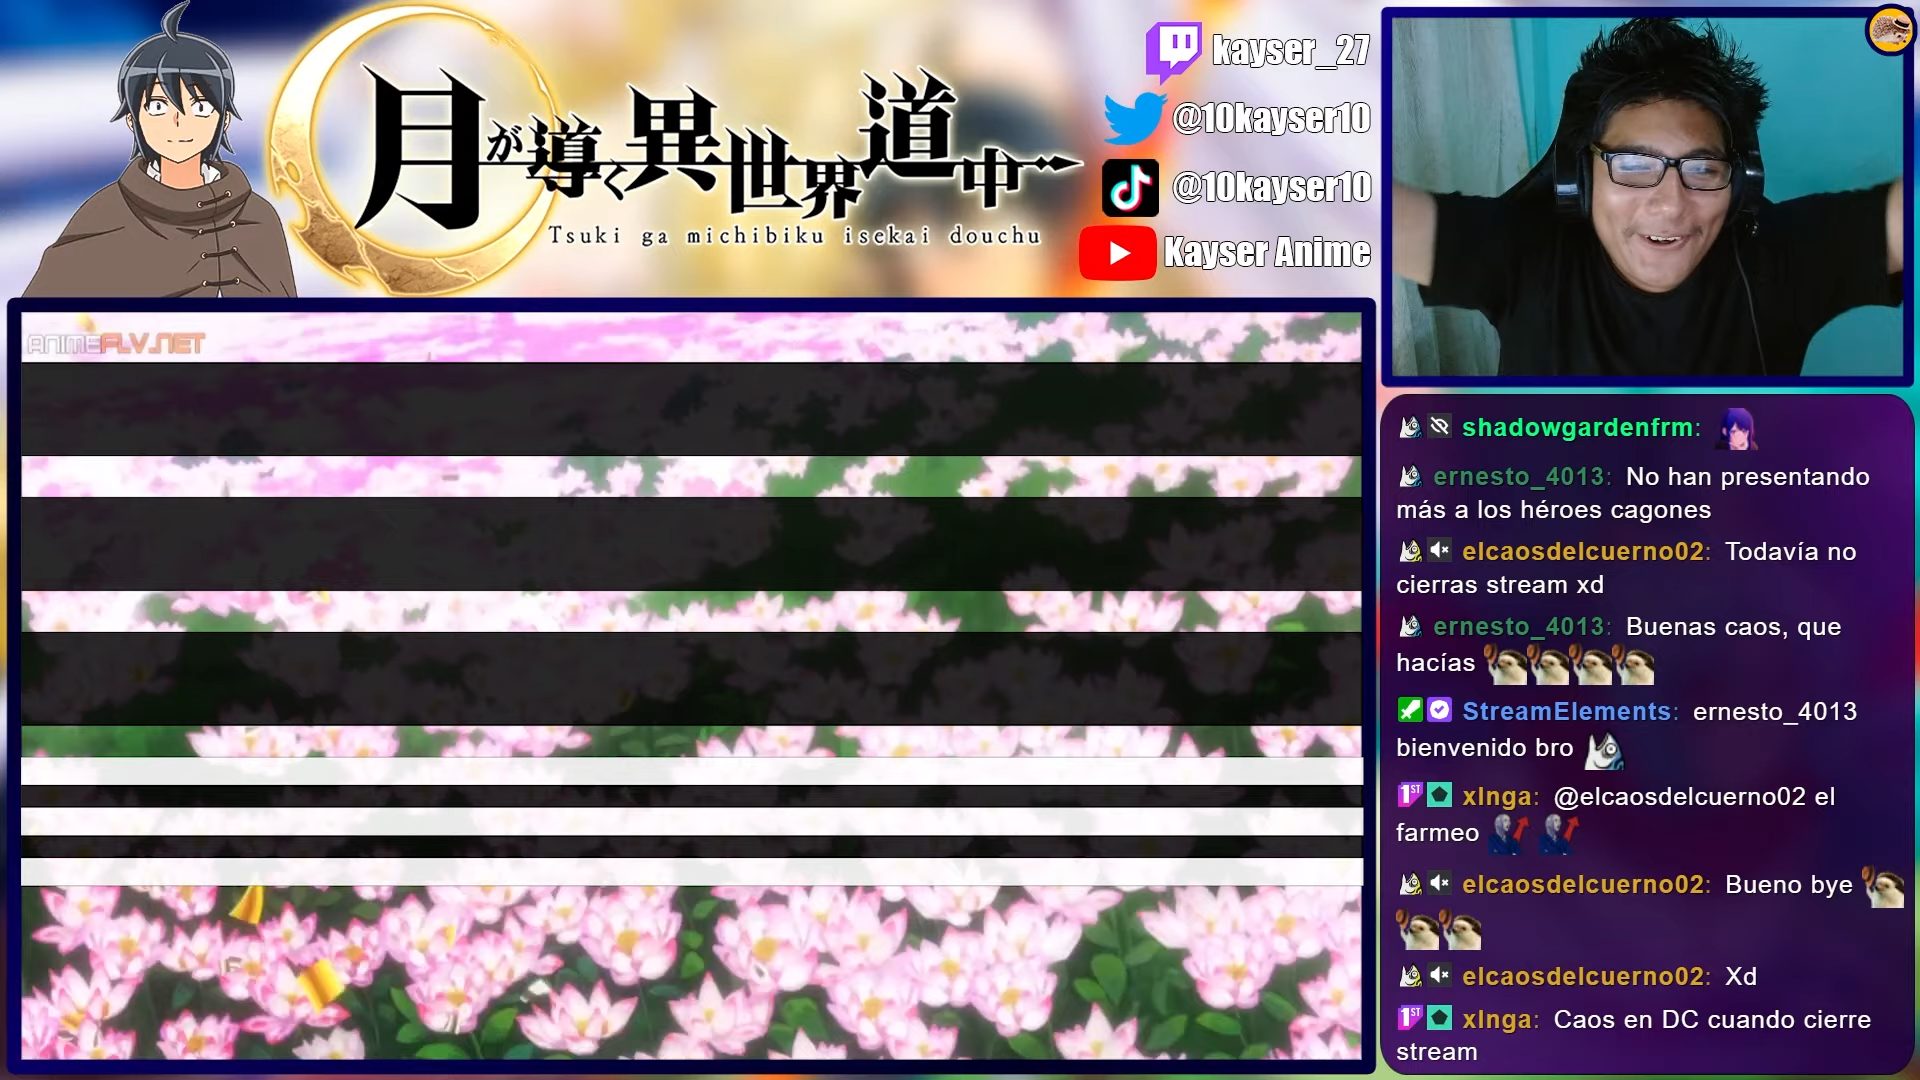 月が導く異世界道中
Tsuki ga michibiku isekai douchu
kayser_27
@10kayser10
@10kayser10
Kayser Anime
ANIMEFLV.NET
shadowgardenfrm:
ernesto_4013: No han presentando
más a los héroes cagones
elcaosdelcuerno02: Todavía no
cierras stream xd
ernesto_4013: Buenas caos, que
hacías
StreamElements: ernesto_4013
bienvenido bro
1ST xlnga: @elcaosdelcuerno02 el
farmeo
elcaosdelcuerno02: Bueno bye
elcaosdelcuerno02: Xd
1ST xlnga: Caos en DC cuando cierre
stream